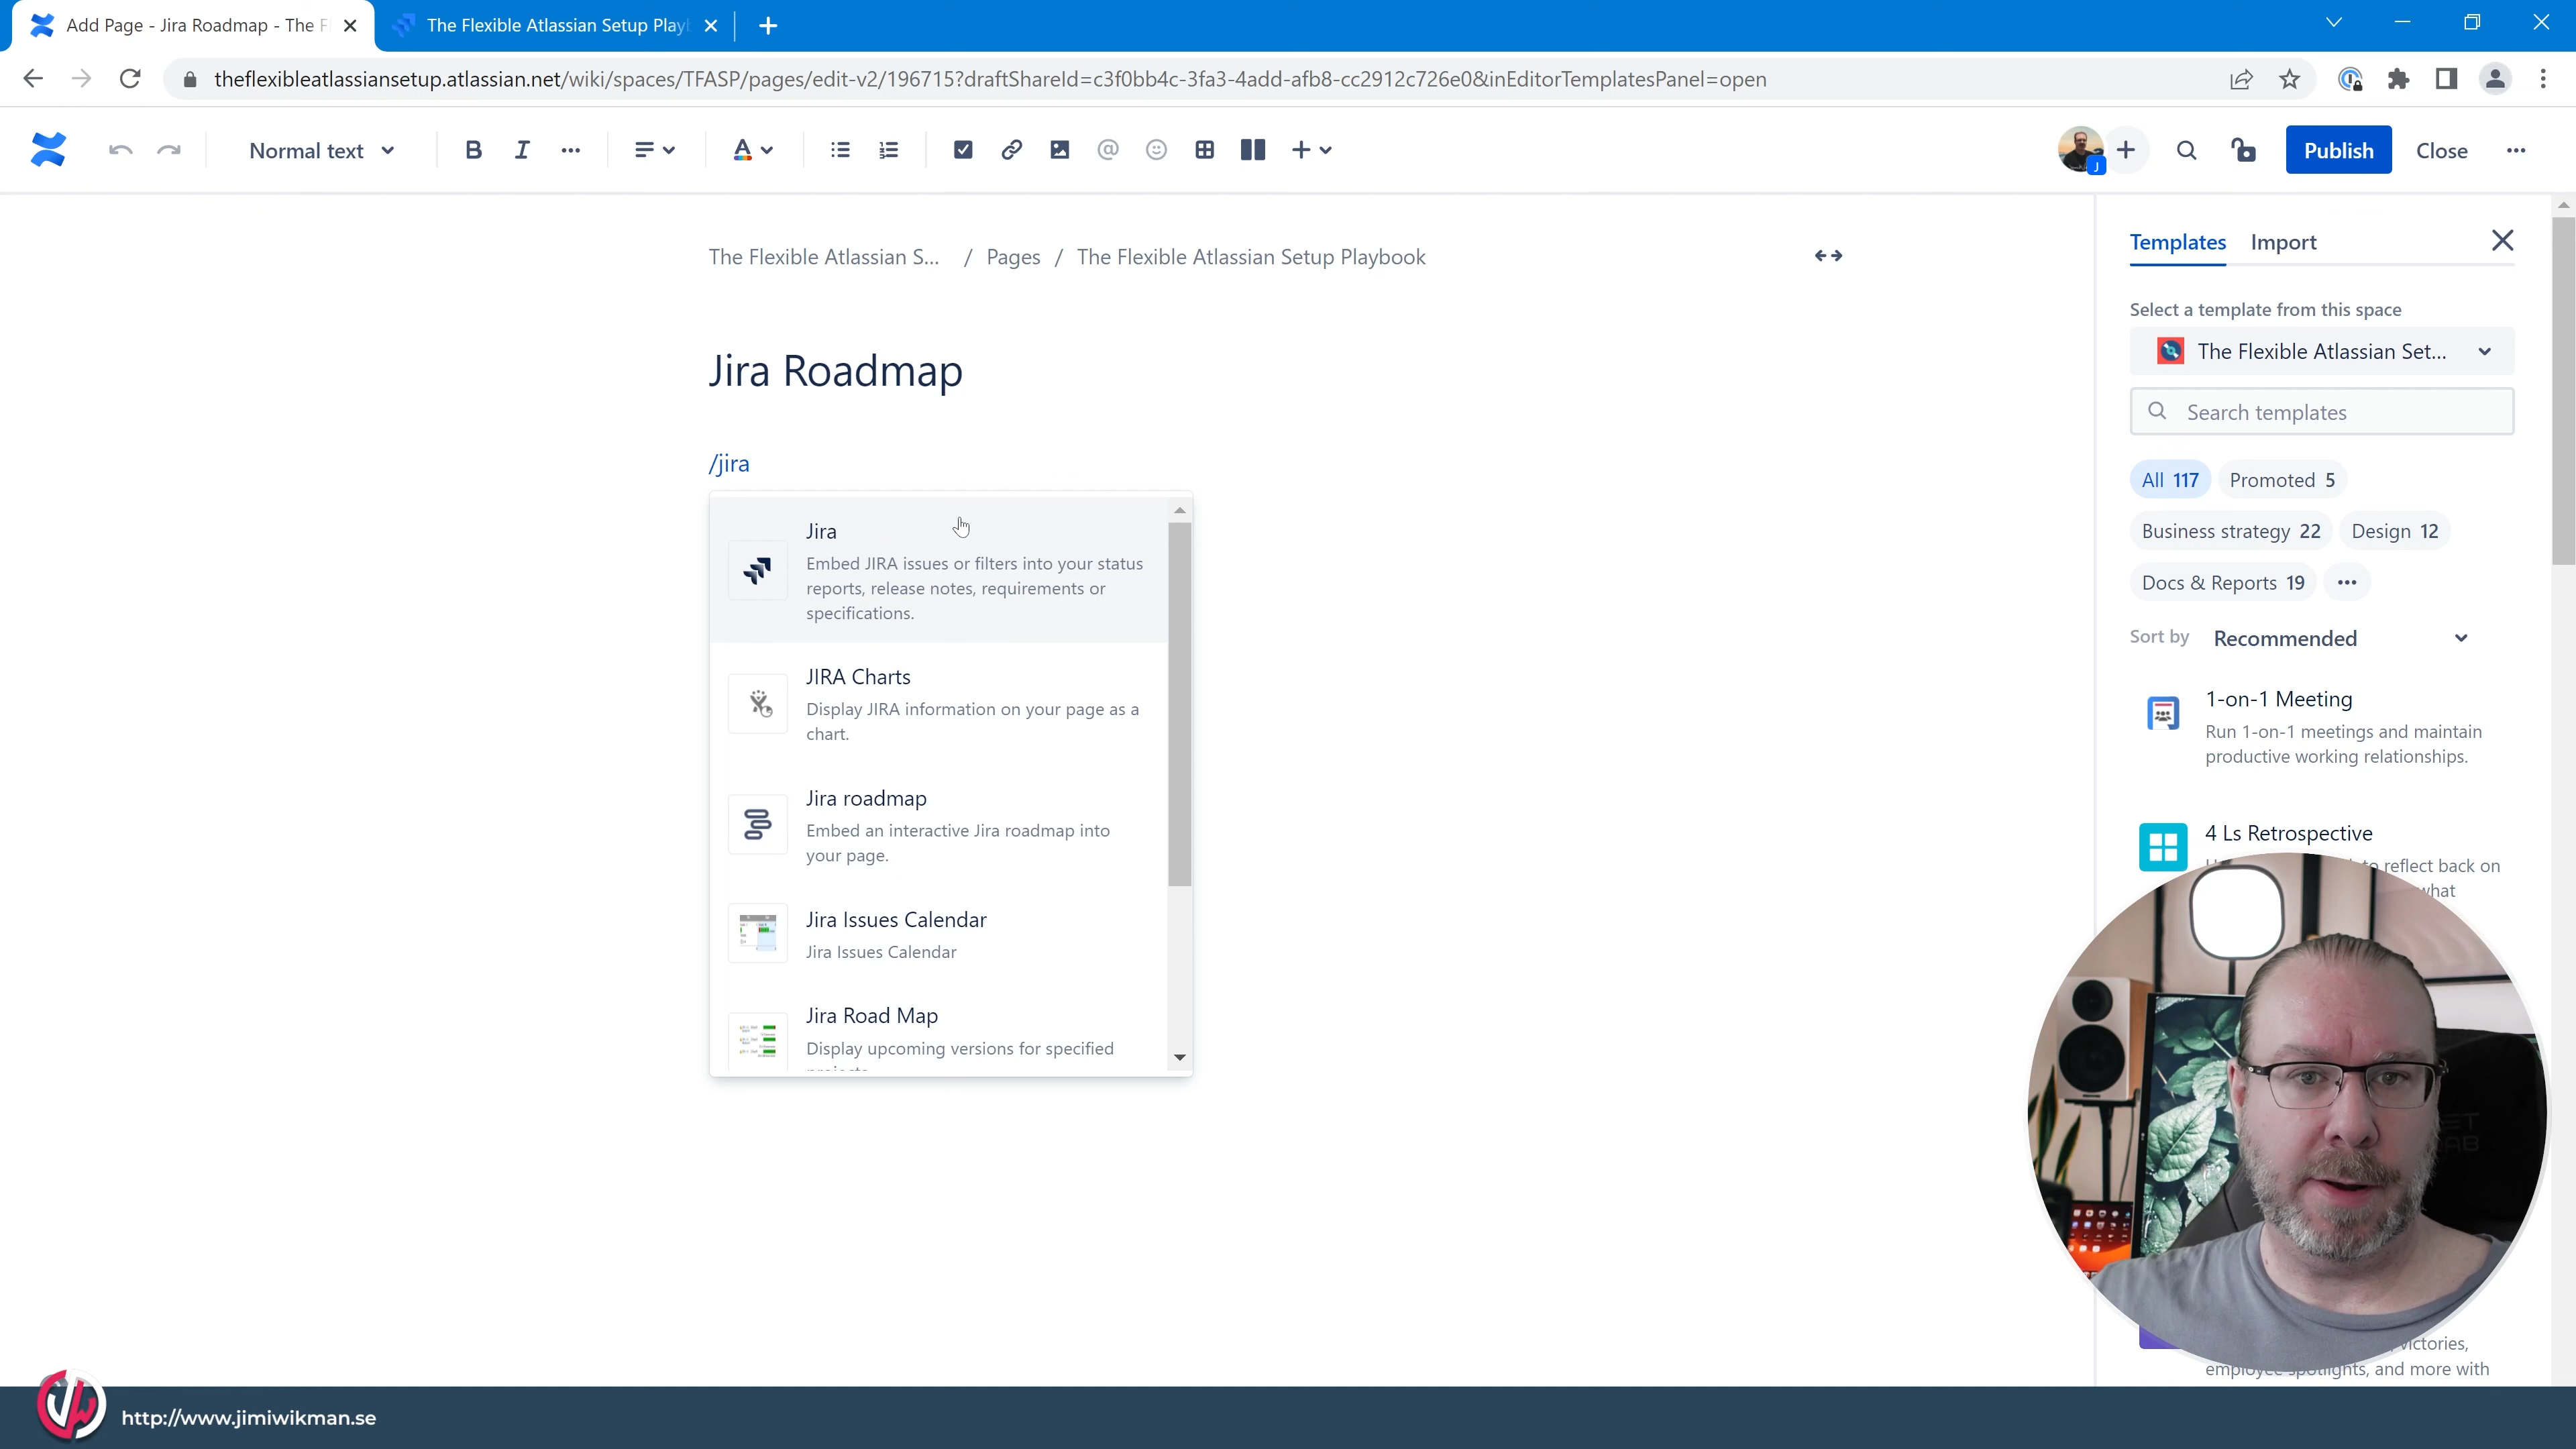 Add Page - Jira Roadmap - The F
The Flexible Atlassian Setup Play
theflexibleatlassiansetup.atlassian.net/wiki/spaces/TFASP/pages/edit-v2/196715?draftShareId=c3f0bb4c-3fa3-4add-afb8-cc2912c726e0&inEditorTemplatesPanel=open
Normal text
Publish
Close
The Flexible Atlassian S... / Pages / The Flexible Atlassian Setup Playbook
Jira Roadmap
/jira
Jira
Embed JIRA issues or filters into your status
reports, release notes, requirements or
specifications.
JIRA Charts
Display JIRA information on your page as a
chart.
Jira roadmap
Embed an interactive Jira roadmap into
your page.
Jira Issues Calendar
Jira Issues Calendar
Jira Road Map
Display upcoming versions for specified
Templates
Import
Select a template from this space
The Flexible Atlassian Set...
Search templates
All 117
Promoted 5
Business strategy 22
Design 12
Docs & Reports 19
Sort by Recommended
1-on-1 Meeting
Run 1-on-1 meetings and maintain
productive working relationships.
4 Ls Retrospective
to reflect back on
what
victories,
employee spotlights, and more with
http://www.jimiwikman.se